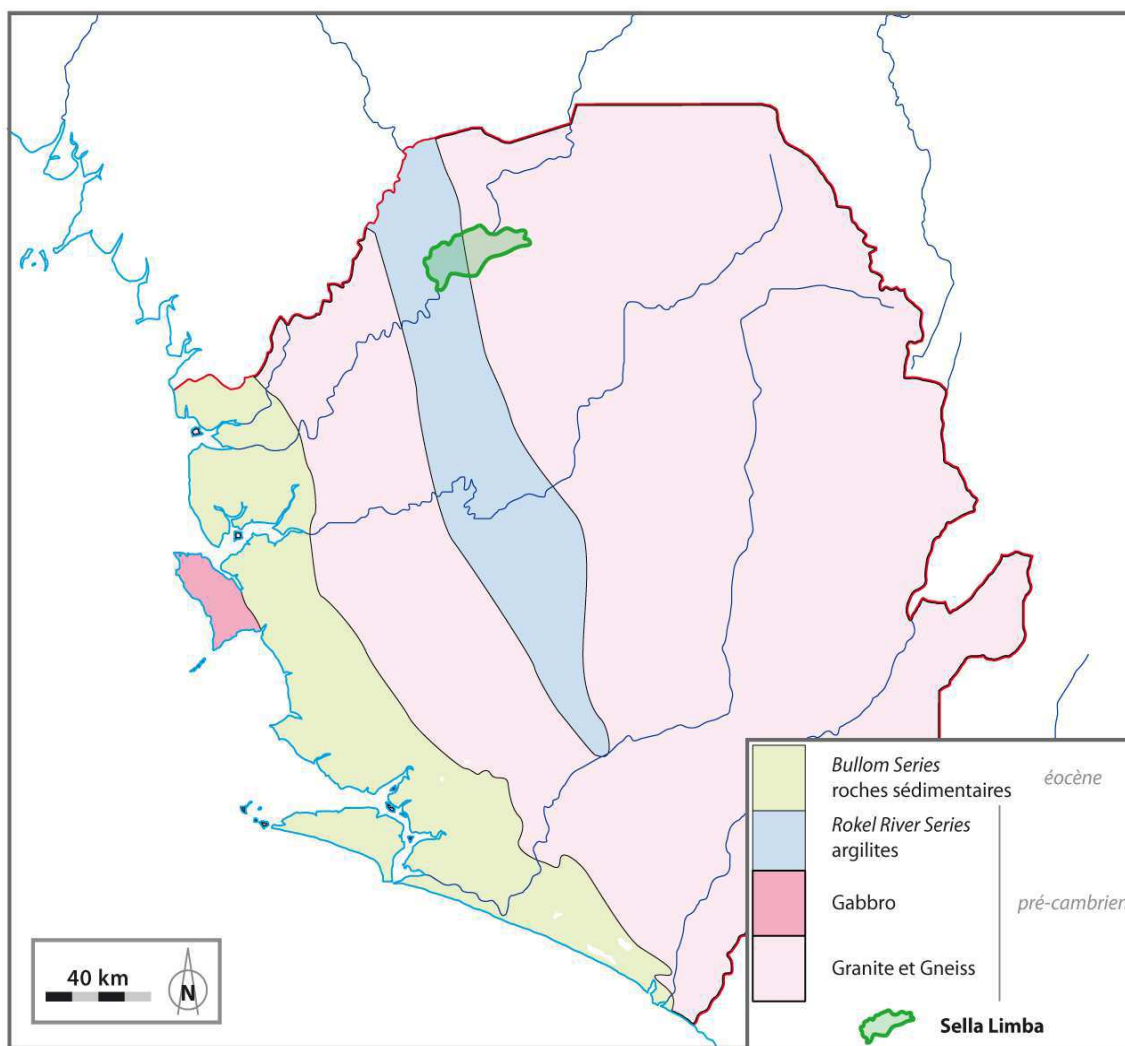 Bullom Series
roches sédimentaires
éocène
Rokel River Series
argilites
Gabbro
pré-cambrien
Granite et Gneiss
Sella Limba
40 km
N